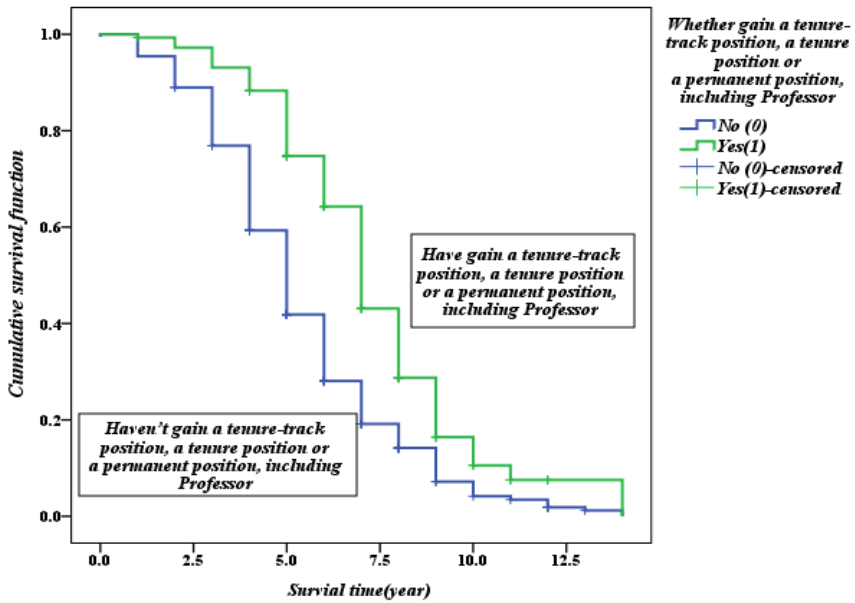 Whether gain a tenure-
track position, a tenure
position or
a permanent position,
including Professor
No (0)
Yes(1)
No (0)-censored
Yes(1)-censored
Have gain a tenure-track
position, a tenure position
or a permanent position,
including Professor
Haven't gain a tenure-track
position, a tenure position or
a permanent position, including
Professor
Cumulative survival function
1.0
0.8
0.6
0.4
0.2
0.0
0.0 2.5 5.0 7.5 10.0 12.5
Survial time(year)